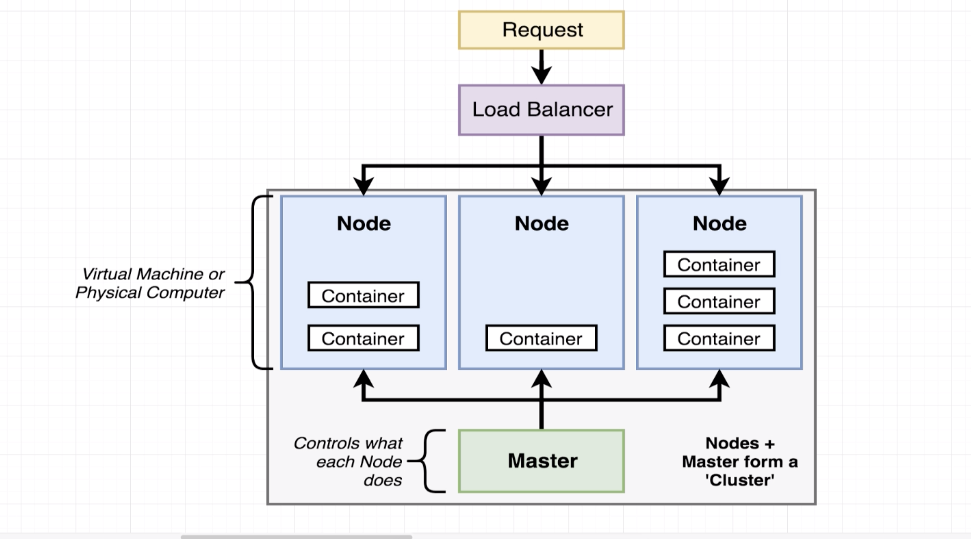 Request
Load Balancer
Node
Node
Node
Container
Container
Container
Container
Container
Container
Virtual Machine or
Physical Computer
Controls what
each Node
does
Master
Nodes +
Master form a
'Cluster'